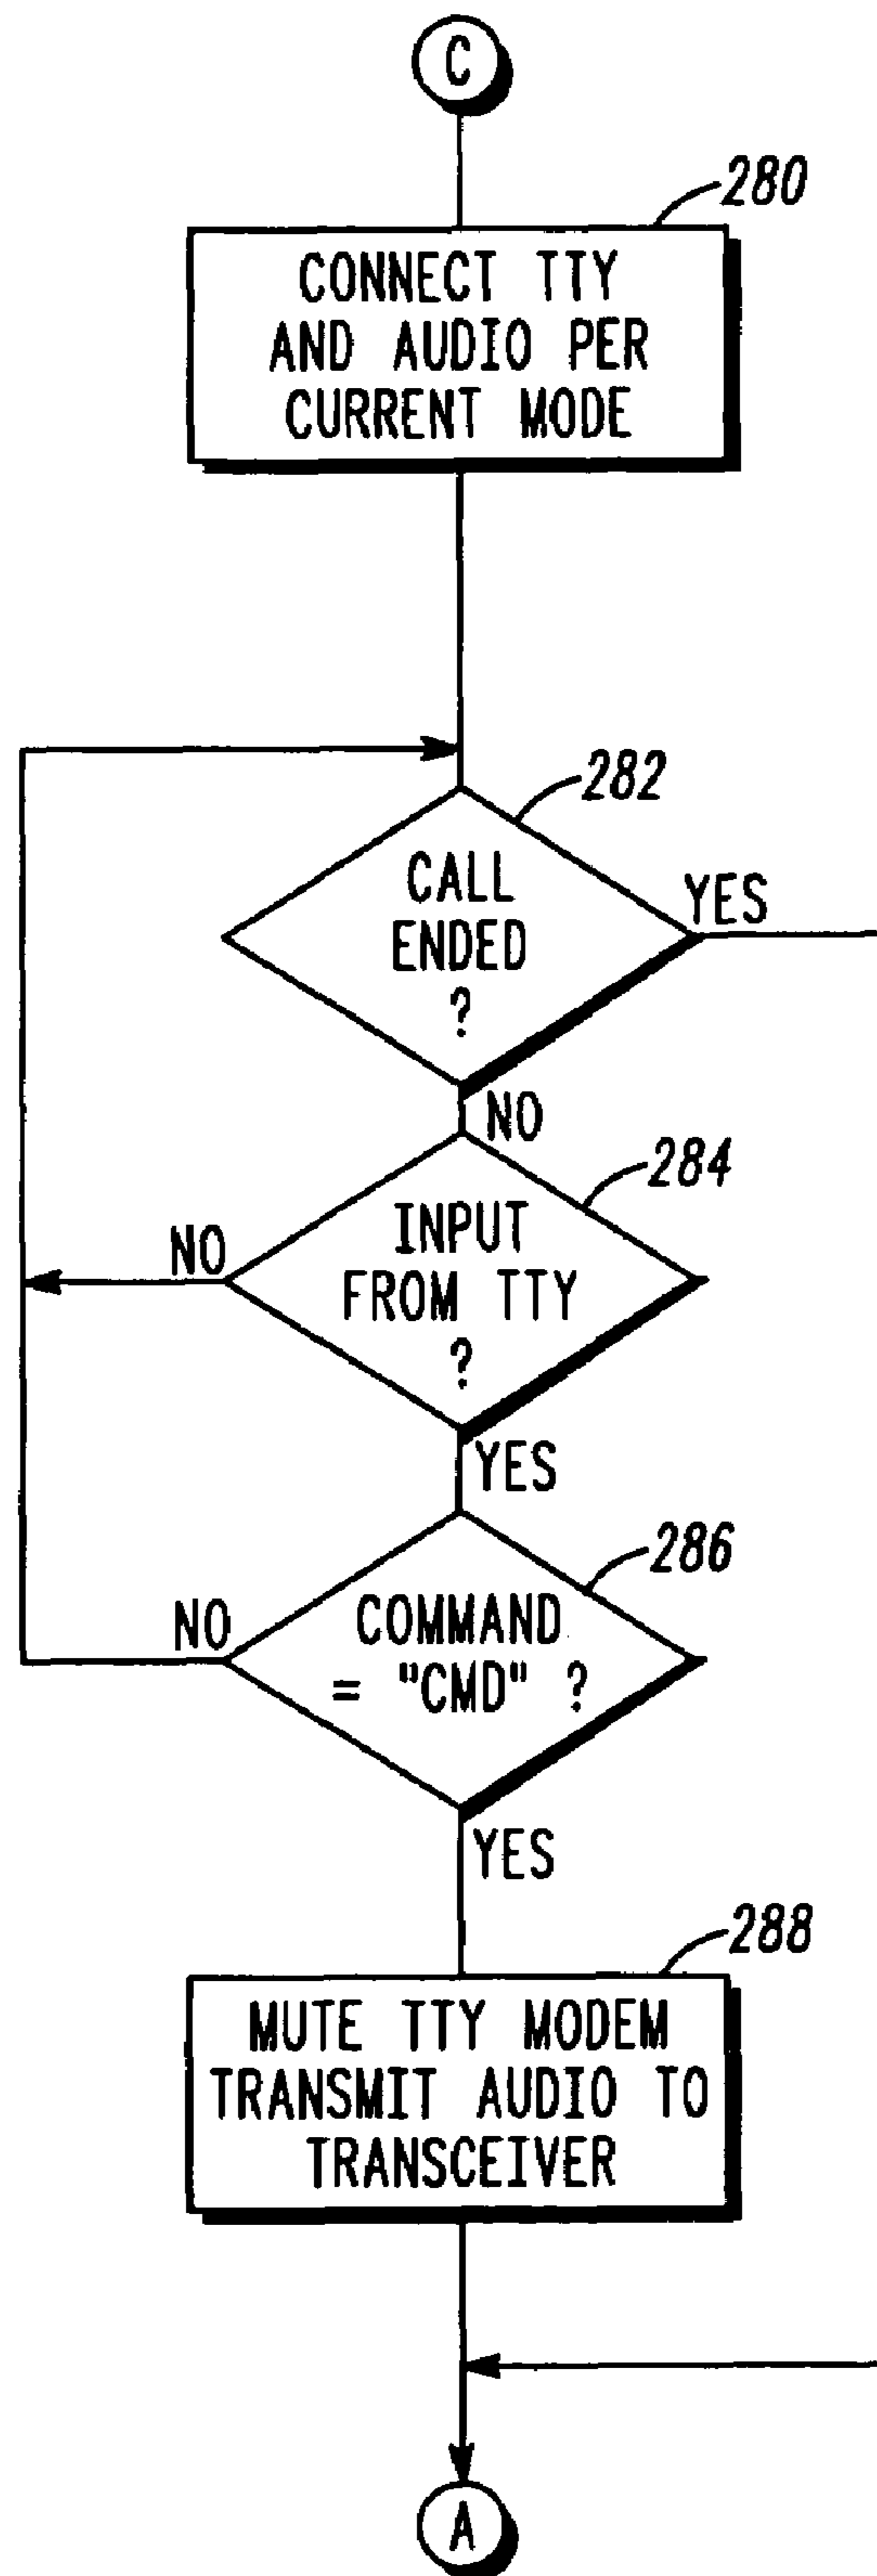 C
280
CONNECT TTY
AND AUDIO PER
CURRENT MODE
282
CALL
ENDED
?
YES
NO
284
INPUT
FROM TTY
?
NO
YES
286
COMMAND
= "CMD" ?
NO
YES
288
MUTE TTY MODEM
TRANSMIT AUDIO TO
TRANSCEIVER
A